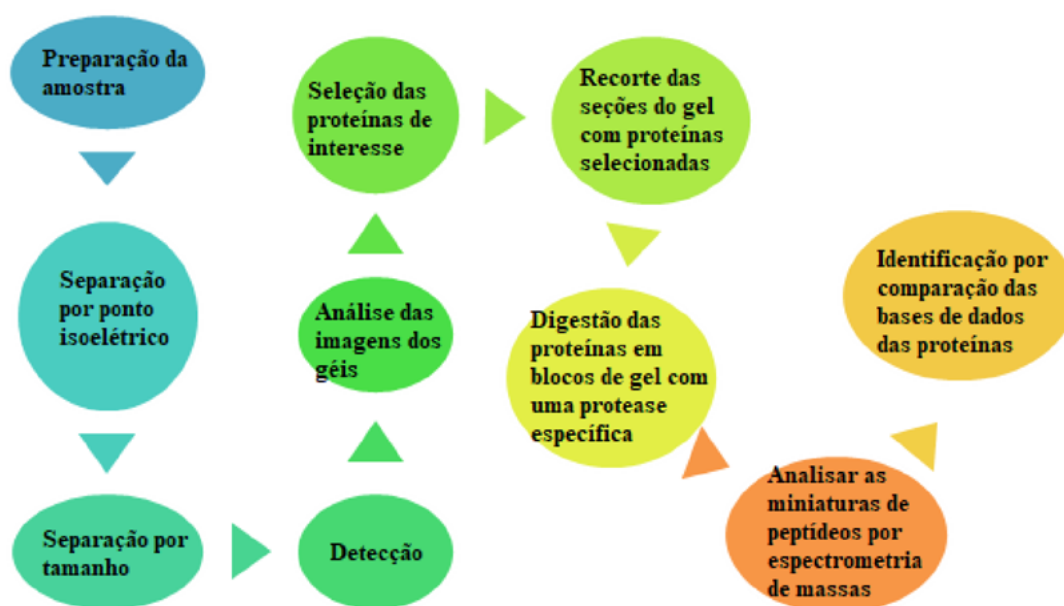 Preparação da
amostra
Separação
por ponto
isoelétrico
Separação por
tamanho
Detecção
Análise das
imagens dos
géis
Seleção das
proteínas de
interesse
Recorte das
seções do gel
com proteínas
selecionadas
Digestão das
proteínas em
blocos de gel com
uma protease
específica
Analisar as
miniaturas de
peptídeos por
espectrometria
de massas
Identificação por
comparação das
bases de dados
das proteínas